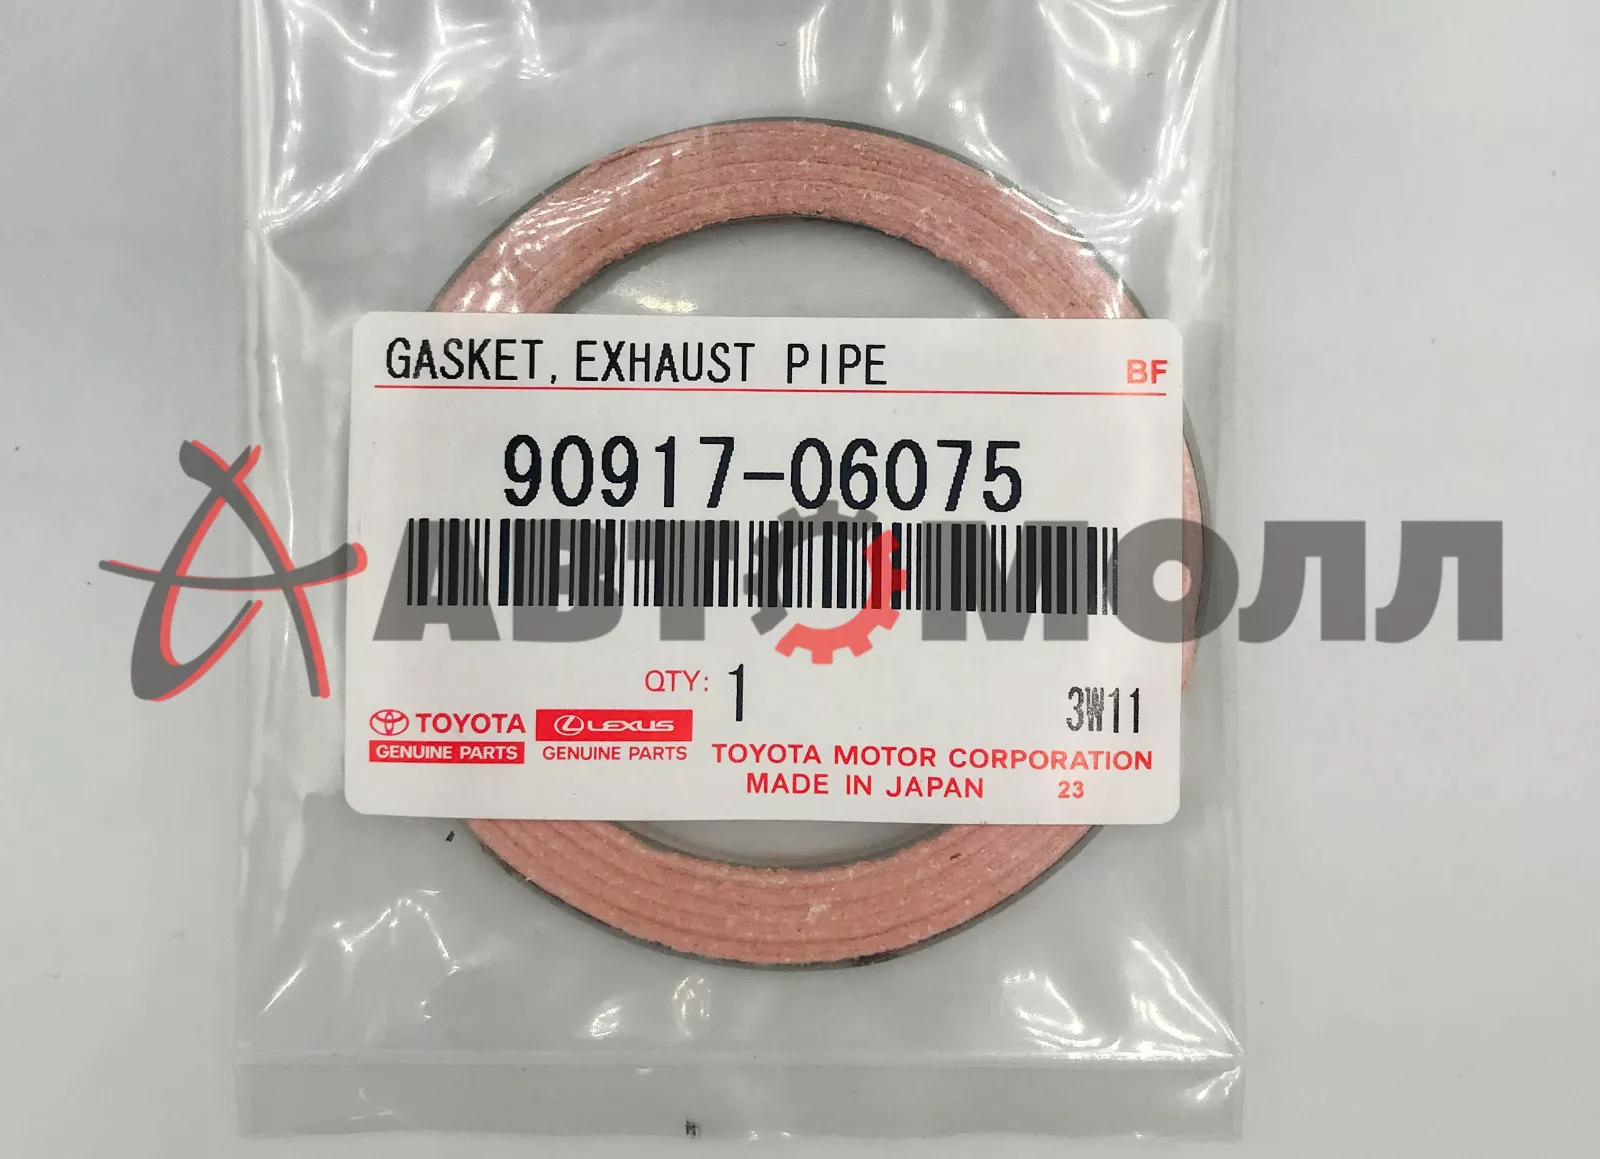 GASKET, EXHAUST PIPE
BF
90917-06075
АВТОМОЛЛ
QTY: 1
3W11
TOYOTA
GENUINE PARTS
LEXUS
GENUINE PARTS
TOYOTA MOTOR CORPORATION
MADE IN JAPAN 23